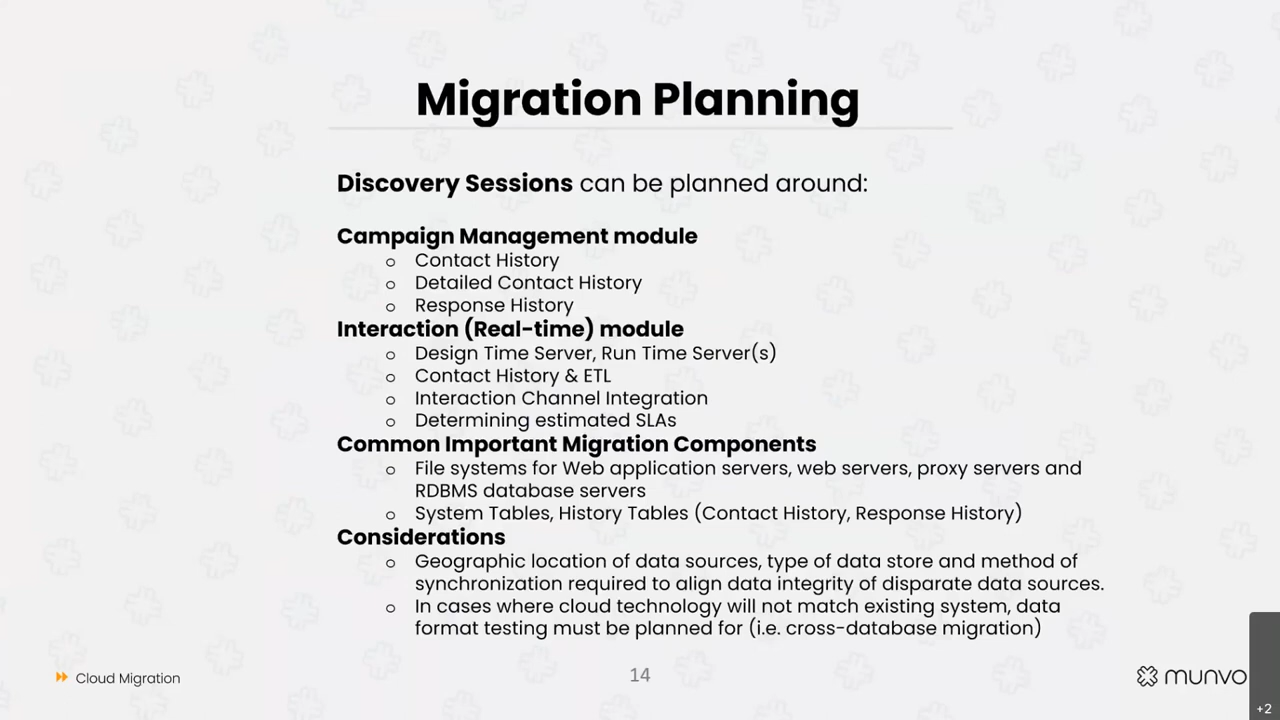 Migration Planning
Discovery Sessions can be planned around:
Campaign Management module
o Contact History
o Detailed Contact History
o Response History
Interaction (Real-time) module
o Design Time Server, Run Time Server(s)
o Contact History & ETL
o Interaction Channel Integration
o Determining estimated SLAs
Common Important Migration Components
o File systems for Web application servers, web servers, proxy servers and
RDBMS database servers
o System Tables, History Tables (Contact History, Response History)
Considerations
o Geographic location of data sources, type of data store and method of
synchronization required to align data integrity of disparate data sources.
o In cases where cloud technology will not match existing system, data
format testing must be planned for (i.e. cross-database migration)
Cloud Migration
14
munvo
+2